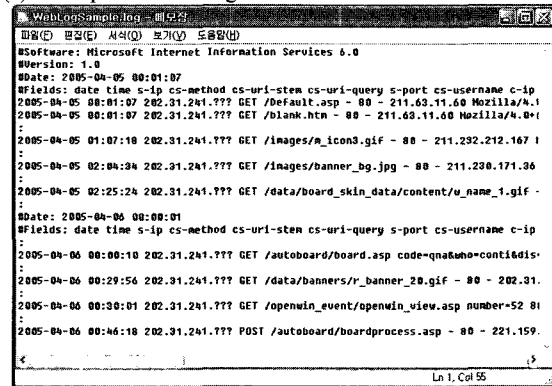 WebLogSample.log - 메모장
파일(F) 편집(E) 서식(O) 보기(V) 도움말(H)
#Software: Microsoft Internet Information Services 6.0
#Version: 1.0
#Date: 2005-04-05 00:01:07
#Fields: date time s-ip cs-method cs-uri-stem cs-uri-query s-port cs-username c-ip
2005-04-05 00:01:07 202.31.241.??? GET /Default.asp - 80 - 211.63.11.60 Mozilla/4.
2005-04-05 00:01:07 202.31.241.??? GET /blank.htm - 80 - 211.63.11.60 Mozilla/4.0+(
:
2005-04-05 01:07:18 202.31.241.??? GET /images/m_icon3.gif - 80 - 211.292.212.167
:
2005-04-05 02:04:34 202.31.241.??? GET /images/banner_bg.jpg - 80 - 211.230.171.36
:
2005-04-05 02:25:24 202.31.241.??? GET /data/board_skin_data/content/w_name_1.gif -
:
#Date: 2005-04-06 00:00:01
#Fields: date time s-ip cs-method cs-uri-stem cs-uri-query s-port cs-username c-ip
:
2005-04-06 00:00:10 202.31.241.??? GET /autoboard/board.asp code=qna&who=conti&dis
:
2005-04-06 00:29:56 202.31.241.??? GET /data/banners/r_banner_20.gif - 80 - 202.31.
:
2005-04-06 00:30:01 202.31.241.??? GET /openwin_event/openwin_view.asp number=52 8
:
2005-04-06 00:46:18 202.31.241.??? POST /autoboard/boardprocess.asp - 80 - 221.159.
:
Ln 1, Col 55